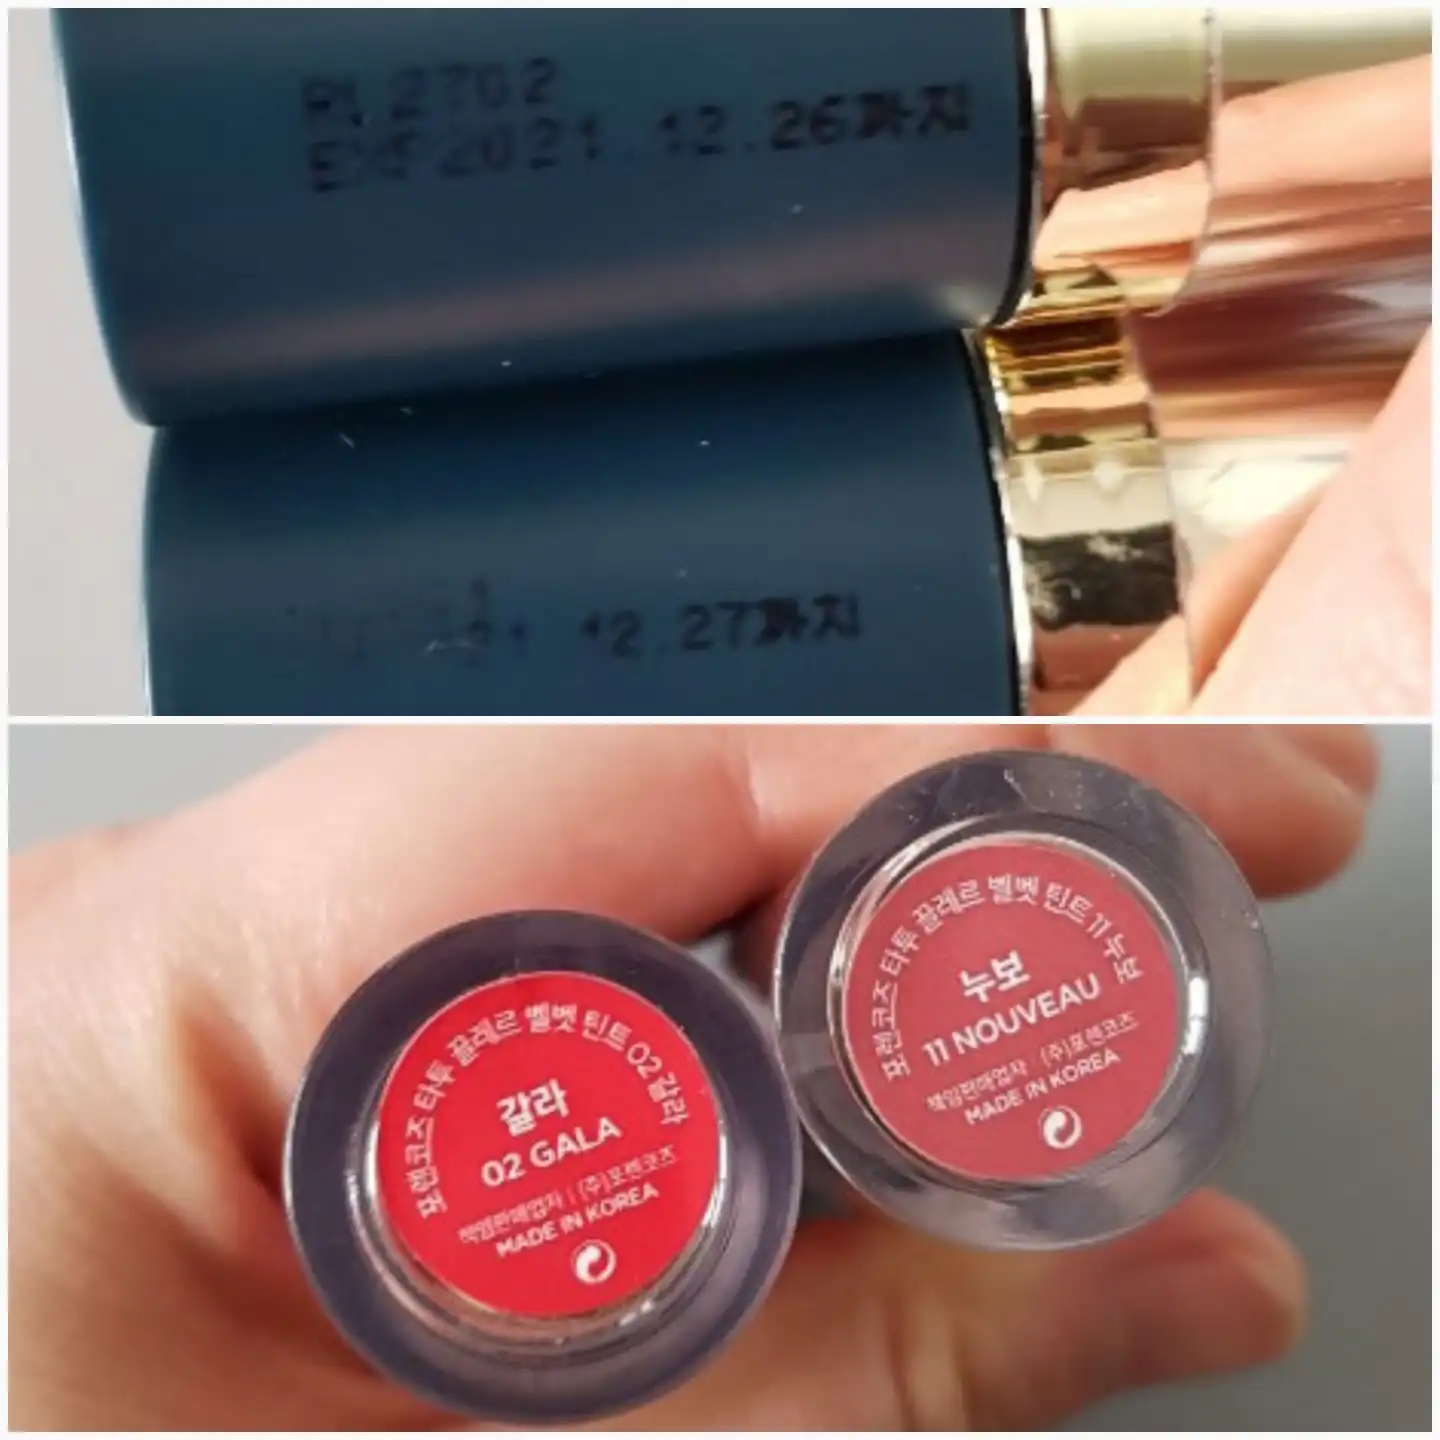 RL2702
EXP2021.12.26까지
21.12.27까지
포렌코즈 타투 끌레르 벨벳 틴트 02 갈라
갈라
02 GALA
책임판매업자 | (주)포렌코즈
MADE IN KOREA
포렌코즈 타투 끌레르 벨벳 틴트 11 누보
누보
11 NOUVEAU
책임판매업자 (주)포렌코즈
MADE IN KOREA